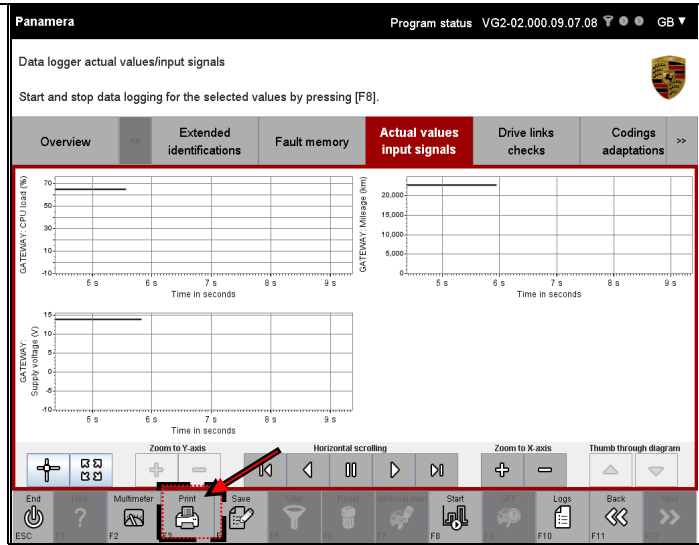 Panamera
Program status VG2-02.000.09.07.08 GB
Data logger actual values/input signals
Start and stop data logging for the selected values by pressing [F8].
Overview
<<
Extended
identifications
Fault memory
Actual values
input signals
Drive links
checks
Codings
adaptations
>>
GATEWAY: CPU load (%)
70
50
30
10
-10
5 s 6 s 7 s 8 s 9 s
Time in seconds
GATEWAY: Mileage (km)
20,000
15,000
10,000
5,000
0
5 s 6 s 7 s 8 s 9 s
Time in seconds
GATEWAY:
Supply voltage (V)
15
10
5
0
-5
-10
5 s 6 s 7 s 8 s 9 s
Time in seconds
Zoom to Y-axis
Horizontal scrolling
Zoom to X-axis
Thumb through diagram
End
ESC
Help
F1
Multimeter
F2
Print
F3
Save
Filter
Reset
F7
Start
F8
OFF
Logs
F10
Back
F11
Next
F12